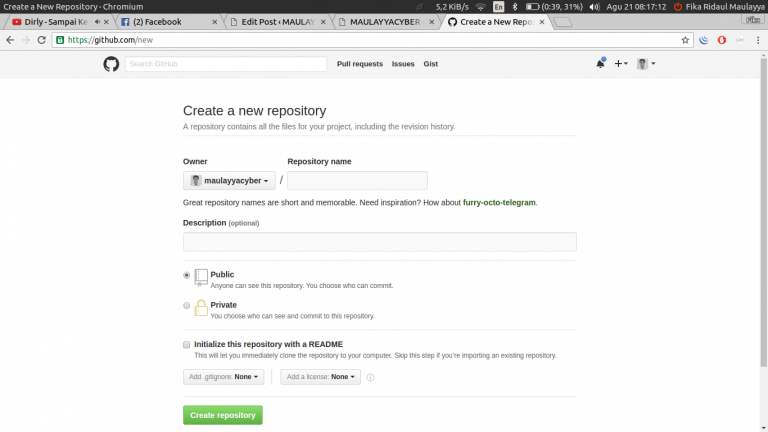 Create a New Repository - Chromium
5,2 KiB/s
En
(0:39, 31%)
Agu 21 08:17:12
Fika Ridaul Maulayya
Dirly- Sampai Ke
(2) Facebook
Edit Post ‹ MAULAY
MAULAYYACYBER
Create a New Repo
Fika
https://github.com/new
Search GitHub
Pull requests
Issues
Gist
Create a new repository
A repository contains all the files for your project, including the revision history.
Owner
Repository name
maulayyacyber
/
Great repository names are short and memorable. Need inspiration? How about furry-octo-telegram.
Description (optional)
Public
Anyone can see this repository. You choose who can commit.
Private
You choose who can see and commit to this repository.
Initialize this repository with a README
This will let you immediately clone the repository to your computer. Skip this step if you're importing an existing repository.
Add .gitignore: None
Add a license: None
Create repository